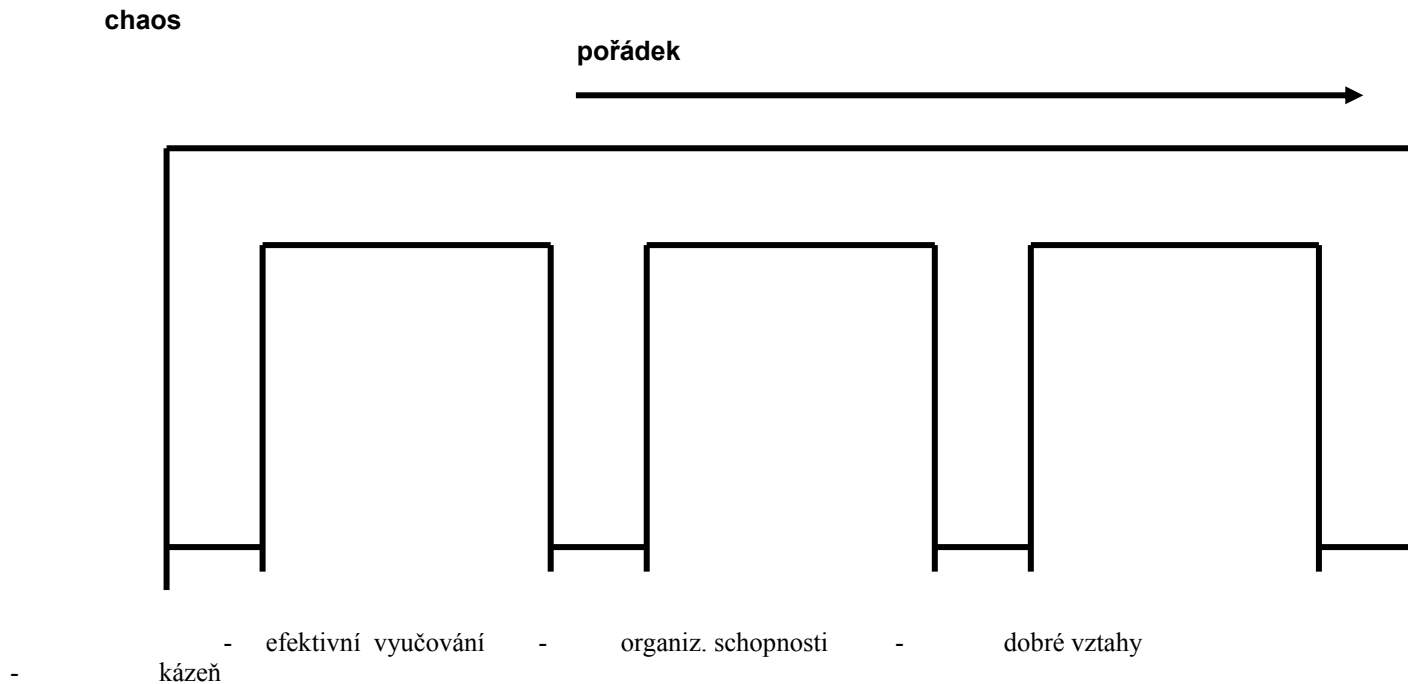 chaos
pořádek
- efektivní vyučování - organiz. schopnosti - dobré vztahy
- kázeň